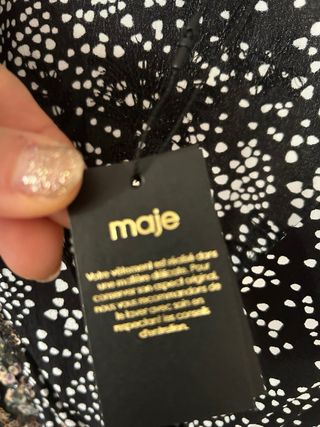 maje
Votre vêtement est réalisé dans
une matière délicate. Pour
conserver son aspect original,
nous vous recommandons de
le laver avec soin en
respectant les conseils
d'entretien.